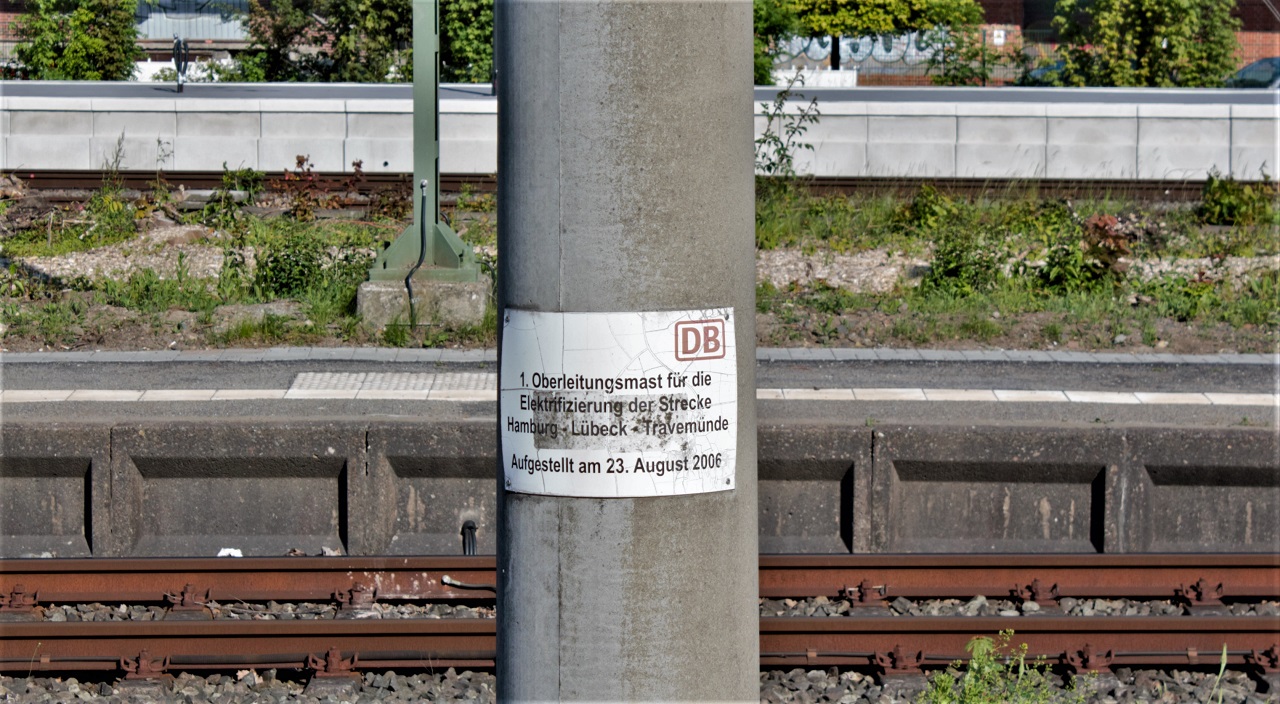 DB
1. Oberleitungsmast für die
Elektrifizierung der Strecke
Hamburg - Lübeck - Travemünde
Aufgestellt am 23. August 2006